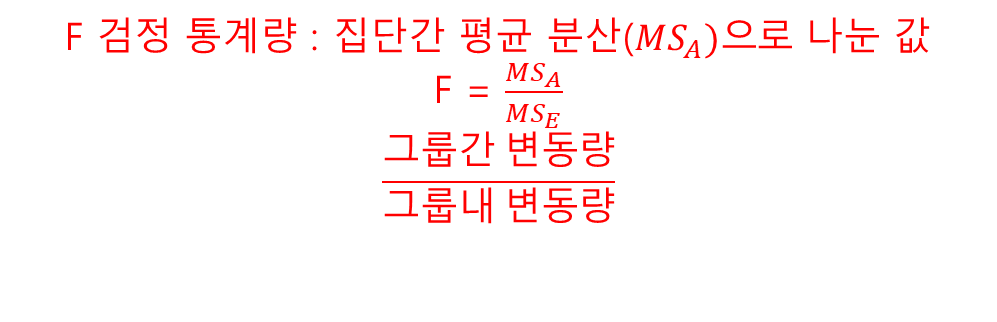 F 검정 통계량 : 집단간 평균 분산(MS_A)으로 나눈 값
F = MS_A / MS_E
그룹간 변동량
그룹내 변동량